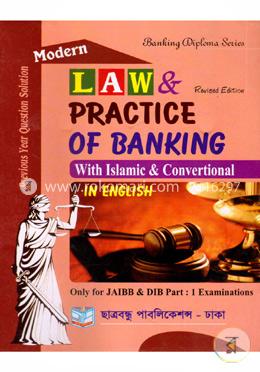 Banking Diploma Series
Modern
LAW &
Revised Edition
PRACTICE
OF BANKING
With Islamic & Convertional
IN ENGLISH
Previous Year Question Solution
Only for JAIBB & DIB Part : 1 Examinations
ছাত্রবন্ধু পাবলিকেশন্স - ঢাকা